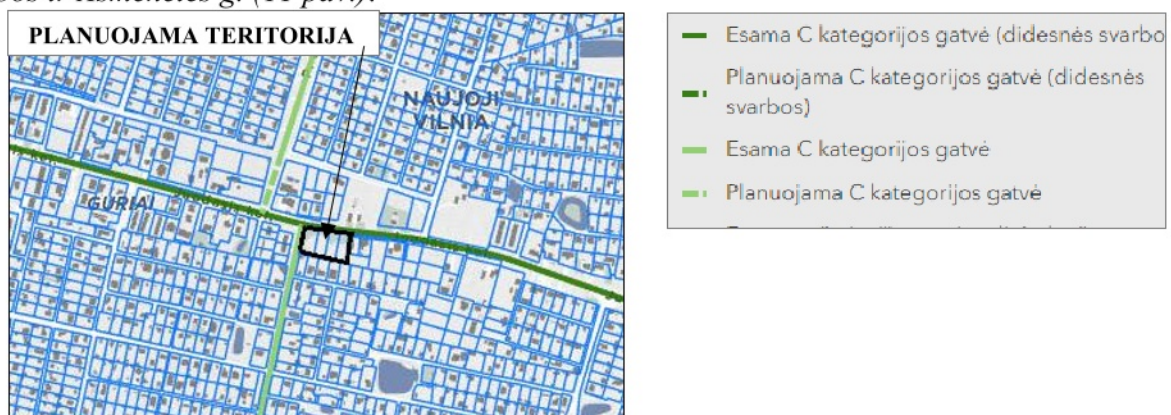 PLANUOJAMA TERITORIJA
NAUJOJI
VILNIA
GURIAI
Esama C kategorijos gatvė (didesnės svarbo
Planuojama C kategorijos gatvė (didesnės
svarbos)
Esama C kategorijos gatvė
Planuojama C kategorijos gatvė